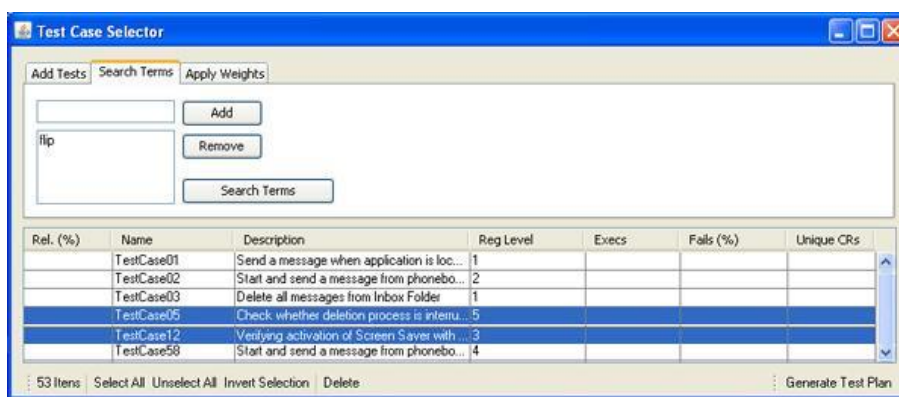 Test Case Selector
Add Tests Search Terms Apply Weights
Add
flip
Remove
Search Terms
Rel. (%) Name Description Reg Level Execs Fails (%) Unique CRs
TestCase01 Send a message when application is loc... 1
TestCase02 Start and send a message from phonebo... 2
TestCase03 Delete all messages from Inbox Folder 1
TestCase05 Check whether deletion process is interru... 5
TestCase12 Verifying activation of Screen Saver with ... 3
TestCase58 Start and send a message from phonebo... 4
53 Itens Select All Unselect All Invert Selection Delete Generate Test Plan